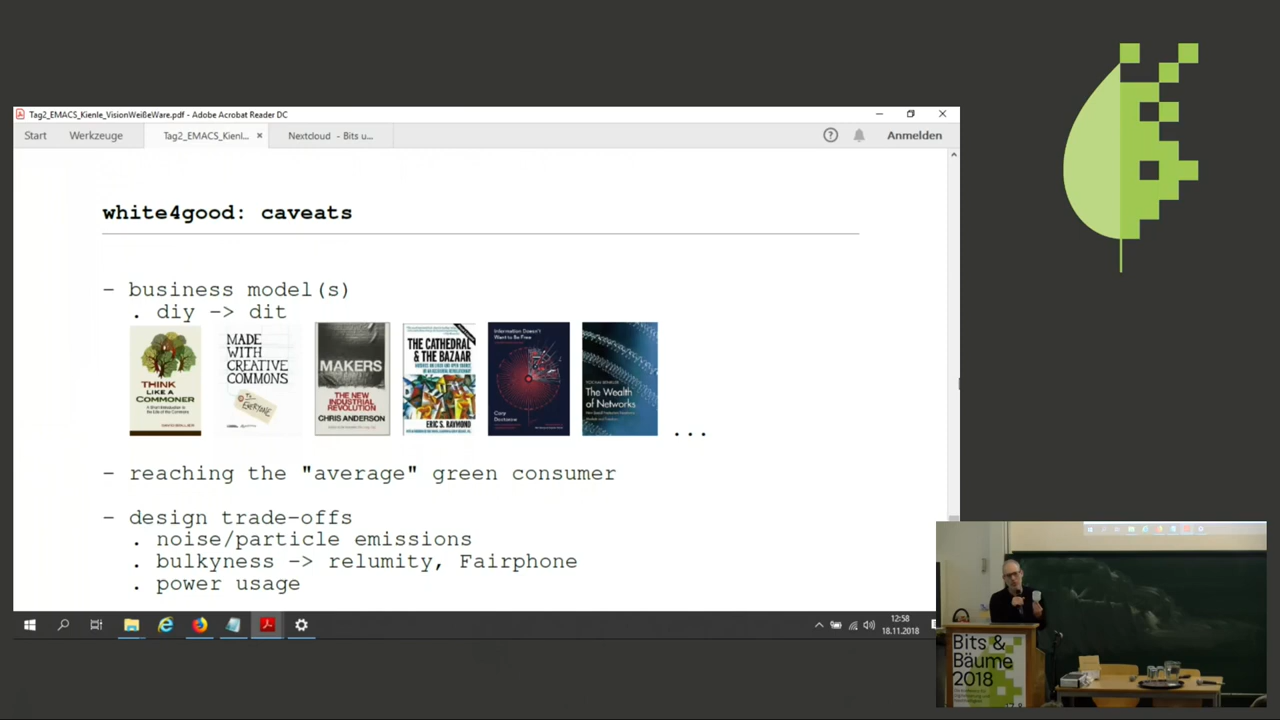 Tag2_EMACS_Kienle_VisionWeißeWare.pdf - Adobe Acrobat Reader DC
Start
Werkzeuge
Tag2_EMACS_Kienl...
Nextcloud - Bits u...
Anmelden
white4good: caveats
- business model(s)
. diy -> dit
THINK
LIKE A
COMMONER
MADE
WITH
CREATIVE
COMMONS
MAKERS
THE NEW
INDUSTRIAL
REVOLUTION
CHRIS ANDERSON
THE CATHEDRAL
& THE BAZAAR
ERIC S. RAYMOND
Information Doesn't
Want to Be Free
Cory
Doctorow
The Wealth
of Networks
...
- reaching the "average" green consumer
- design trade-offs
. noise/particle emissions
. bulkyness -> relumity, Fairphone
. power usage
12:58
18.11.2018
Bits &
Bäume
2018